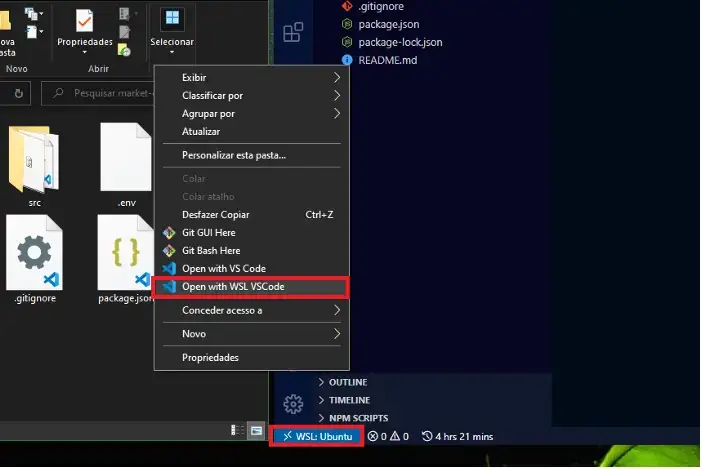 ova
asta
Propriedades
Selecionar
Novo
Abrir
Pesquisar market-
src
.env
.gitignore
package.json
Exibir
Classificar por
Agrupar por
Atualizar
Personalizar esta pasta...
Colar
Colar atalho
Desfazer Copiar Ctrl+Z
Git GUI Here
Git Bash Here
Open with VS Code
Open with WSL VSCode
Conceder acesso a
Novo
Propriedades
.gitignore
package.json
package-lock.json
README.md
OUTLINE
TIMELINE
NPM SCRIPTS
WSL: Ubuntu 0 0 4 hrs 21 mins